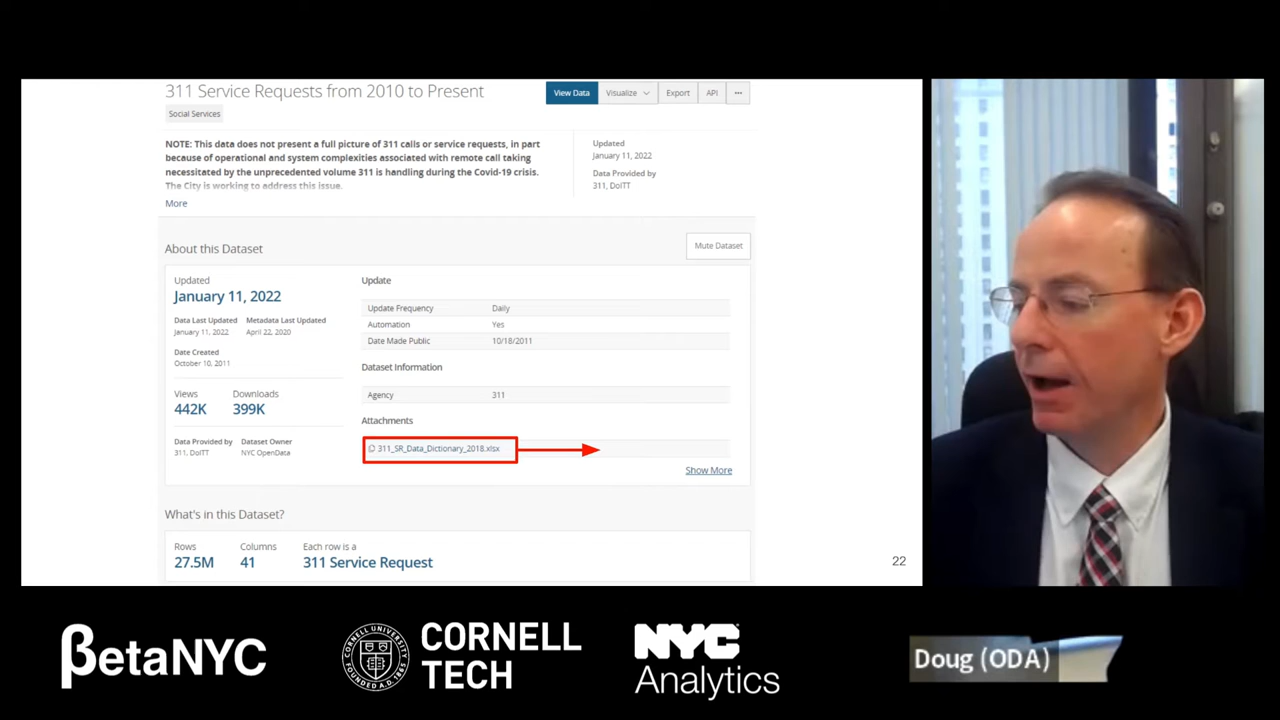 311 Service Requests from 2010 to Present
View Data
Visualize
Export
API
Social Services
NOTE: This data does not present a full picture of 311 calls or service requests, in part
because of operational and system complexities associated with remote call taking
necessitated by the unprecedented volume 311 is handling during the Covid-19 crisis.
The City is working to address this issue.
More
Updated
January 11, 2022
Data Provided by
311, DoITT
About this Dataset
Mute Dataset
Updated
January 11, 2022
Data Last Updated
January 11, 2022
Metadata Last Updated
April 22, 2020
Date Created
October 10, 2011
Views
442K
Downloads
399K
Data Provided by
311, DoITT
Dataset Owner
NYC OpenData
Update
Update Frequency Daily
Automation Yes
Date Made Public 10/18/2011
Dataset Information
Agency 311
Attachments
311_SR_Data_Dictionary_2018.xlsx
Show More
What's in this Dataset?
Rows
27.5M
Columns
41
Each row is a
311 Service Request
22
βetaNYC
CORNELL UNIVERSITY
FOUNDED A.D. 1865
CORNELL
TECH
NYC
Analytics
Doug (ODA)